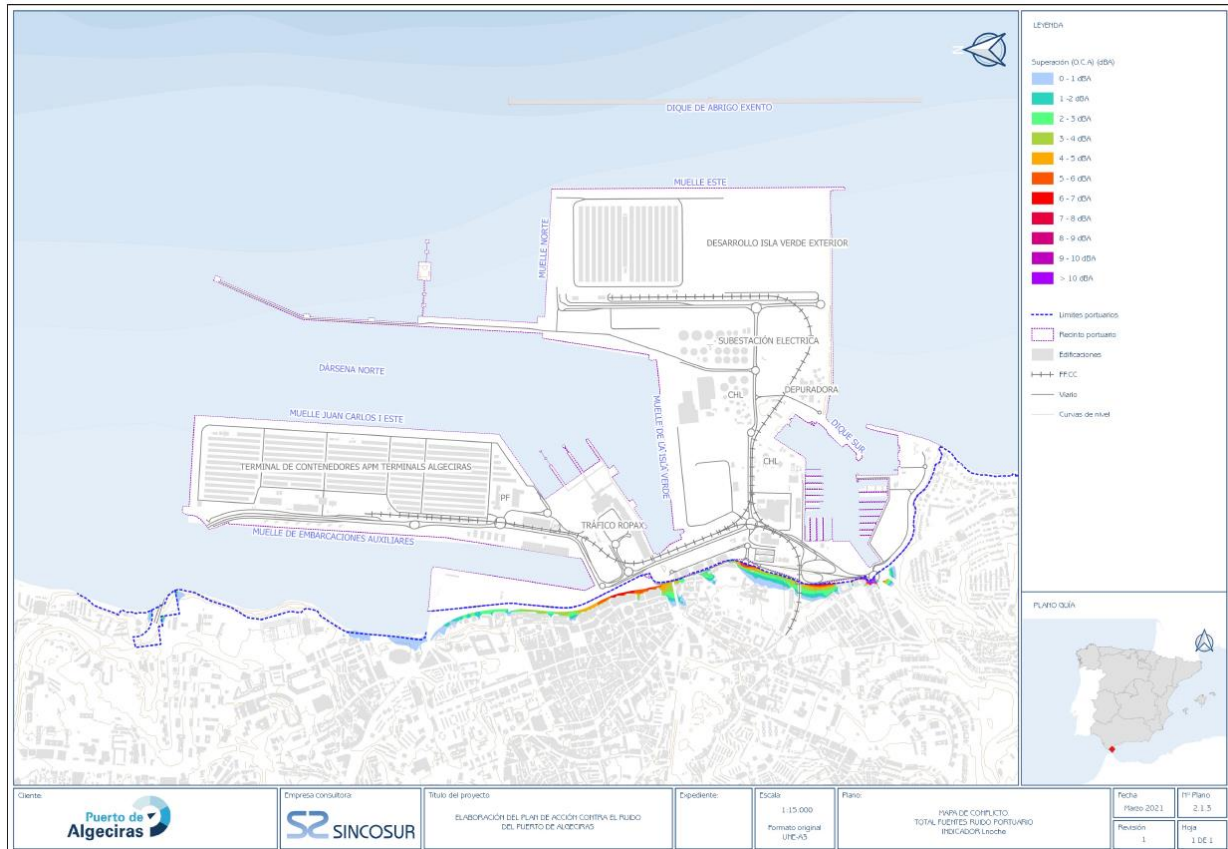 DIQUE DE ABRIGO EXENTO
MUELLE ESTE
MUELLE NORTE
DESARROLLO ISLA VERDE EXTERIOR
SUBESTACIÓN ELECTRICA
DÁRSENA NORTE
DEPURADORA
CHL
MUELLE DE LA ISLA VERDE
DIQUE SUR
MUELLE JUAN CARLOS I ESTE
TERMINAL DE CONTENEDORES APM TERMINALS ALGECIRAS
CHL
PF
TRÁFICO ROPAX
MUELLE DE EMBARCACIONES AUXILIARES
LEYENDA
Superación (O.C.A) (dBA)
0 - 1 dBA
1 -2 dBA
2 - 3 dBA
3 - 4 dBA
4 - 5 dBA
5 - 6 dBA
6 - 7 dBA
7 - 8 dBA
8 - 9 dBA
9 - 10 dBA
> 10 dBA
Limites portuarios
Recinto portuario
Edificaciones
FFCC
Viario
Curvas de nivel
PLANO GUÍA
Cliente:
Puerto de
Algeciras
Empresa consultora:
SINCOSUR
Título del proyecto
ELABORACIÓN DEL PLAN DE ACCIÓN CONTRA EL RUIDO
DEL PUERTO DE ALGECIRAS
Expediente:
Escala
1:15.000
Formato original
UNE-A3
Plano:
MAPA DE CONFLICTO
TOTAL FUENTES RUIDO PORTUARIO
INDICADOR Lnoche
Fecha
Marzo 2021
Nº Plano
2.1.3
Revisión
1
Hoja
1 DE 1